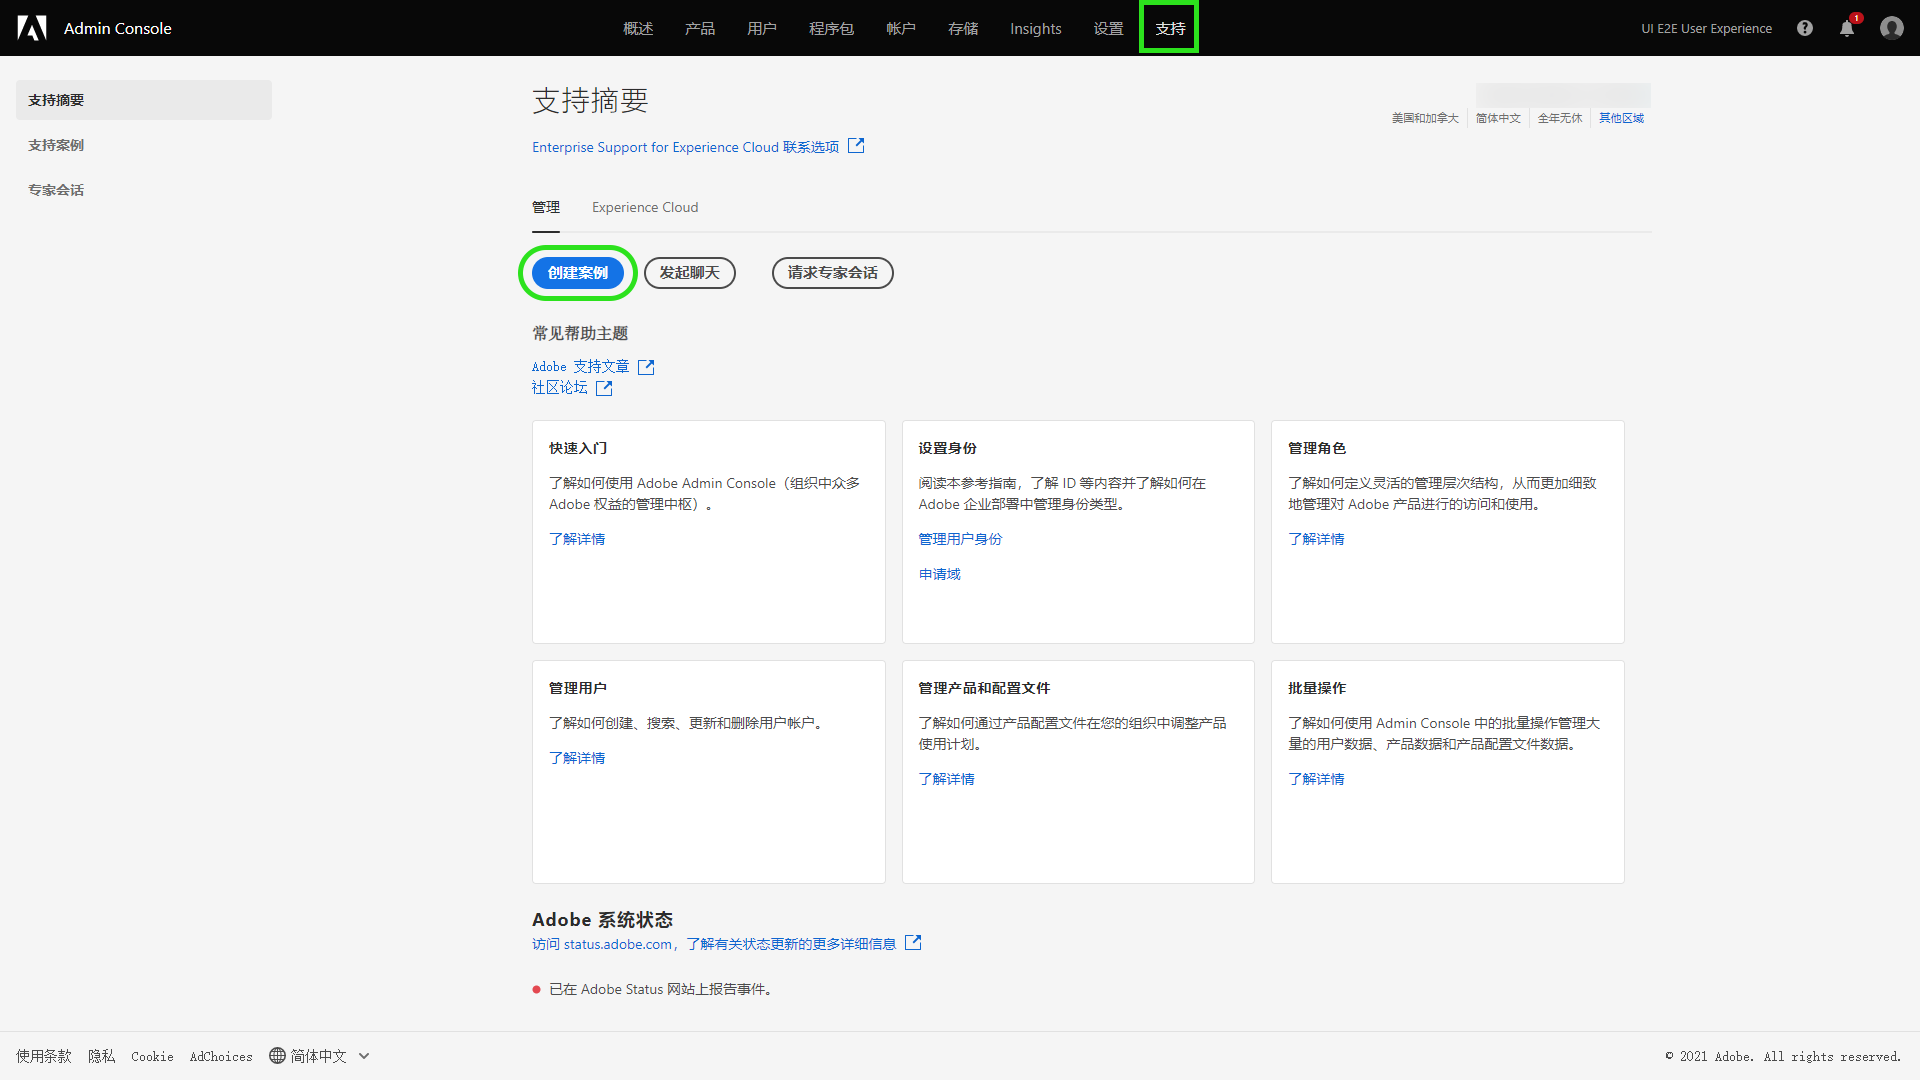 Admin Console
概述 产品 用户 程序包 帐户 存储 Insights 设置 支持
UI E2E User Experience
1
支持摘要
支持案例
专家会话
支持摘要
美国和加拿大 简体中文 全年无休 其他区域
Enterprise Support for Experience Cloud 联系选项
管理 Experience Cloud
创建案例 发起聊天 请求专家会话
常见帮助主题
Adobe 支持文章
社区论坛
快速入门
了解如何使用 Adobe Admin Console（组织中众多
Adobe 权益的管理中枢）。
了解详情
设置身份
阅读本参考指南，了解 ID 等内容并了解如何在
Adobe 企业部署中管理身份类型。
管理用户身份
申请域
管理角色
了解如何定义灵活的管理层次结构，从而更加细致
地管理对 Adobe 产品进行的访问和使用。
了解详情
管理用户
了解如何创建、搜索、更新和删除用户帐户。
了解详情
管理产品和配置文件
了解如何通过产品配置文件在您的组织中调整产品
使用计划。
了解详情
批量操作
了解如何使用 Admin Console 中的批量操作管理大
量的用户数据、产品数据和产品配置文件数据。
了解详情
Adobe 系统状态
访问 status.adobe.com，了解有关状态更新的更多详细信息
已在 Adobe Status 网站上报告事件。
使用条款 隐私 Cookie AdChoices 简体中文
© 2021 Adobe. All rights reserved.